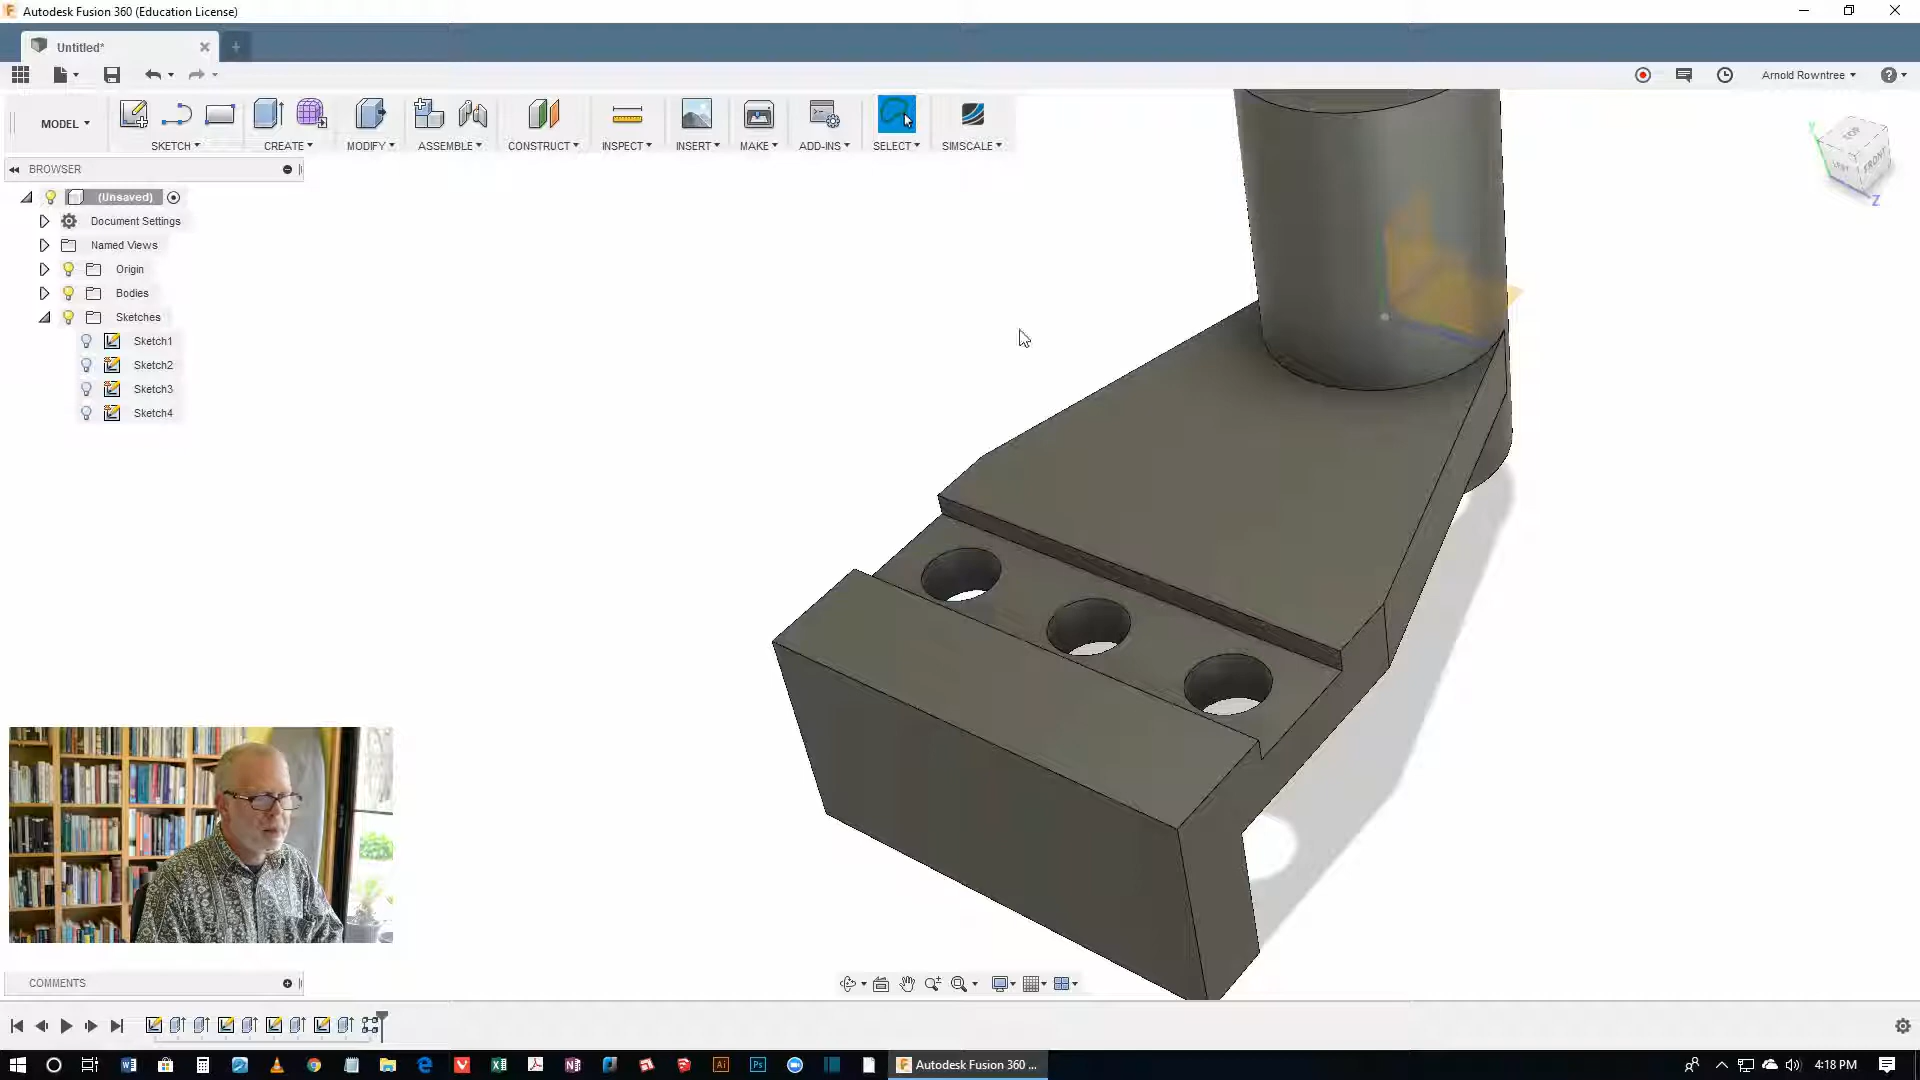 Autodesk Fusion 360 (Education License)
Untitled*
Arnold Rowntree
MODEL
SKETCH
CREATE
MODIFY
ASSEMBLE
CONSTRUCT
INSPECT
INSERT
MAKE
ADD-INS
SELECT
SIMSCALE
BROWSER
(Unsaved)
Document Settings
Named Views
Origin
Bodies
Sketches
Sketch1
Sketch2
Sketch3
Sketch4
TOP
LEFT
FRONT
Y
Z
COMMENTS
Autodesk Fusion 360 ...
4:18 PM